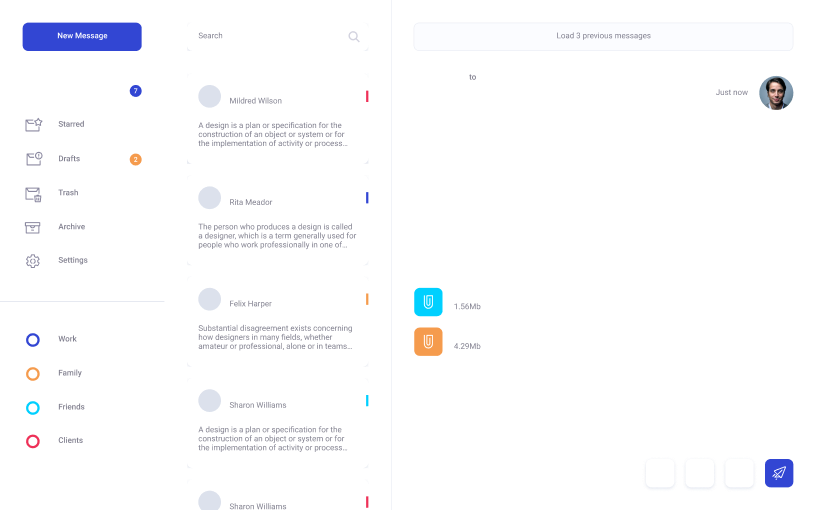 New Message
7
Starred
Drafts
2
Trash
Archive
Settings
Work
Family
Friends
Clients
Search
Mildred Wilson
A design is a plan or specification for the
construction of an object or system or for
the implementation of activity or process...
Rita Meador
The person who produces a design is called
a designer, which is a term generally used for
people who work professionally in one of...
Felix Harper
Substantial disagreement exists concerning
how designers in many fields, whether
amateur or professional, alone or in teams...
Sharon Williams
A design is a plan or specification for the
construction of an object or system or for
the implementation of activity or process...
Sharon Williams
Load 3 previous messages
to
Just now
1.56Mb
4.29Mb